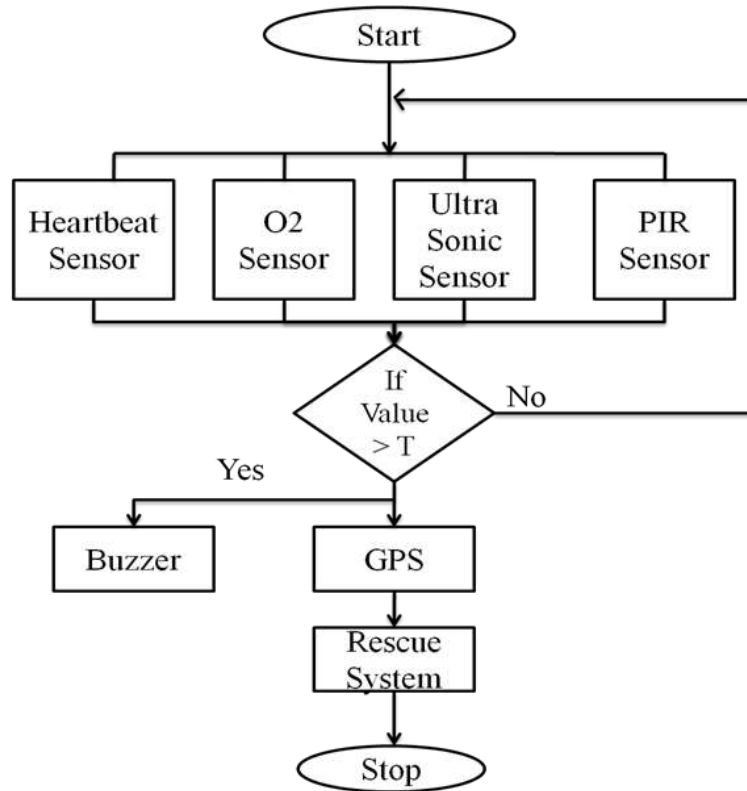 Start
Heartbeat
Sensor
O2
Sensor
Ultra
Sonic
Sensor
PIR
Sensor
If
Value
> T
No
Yes
Buzzer
GPS
Rescue
System
Stop